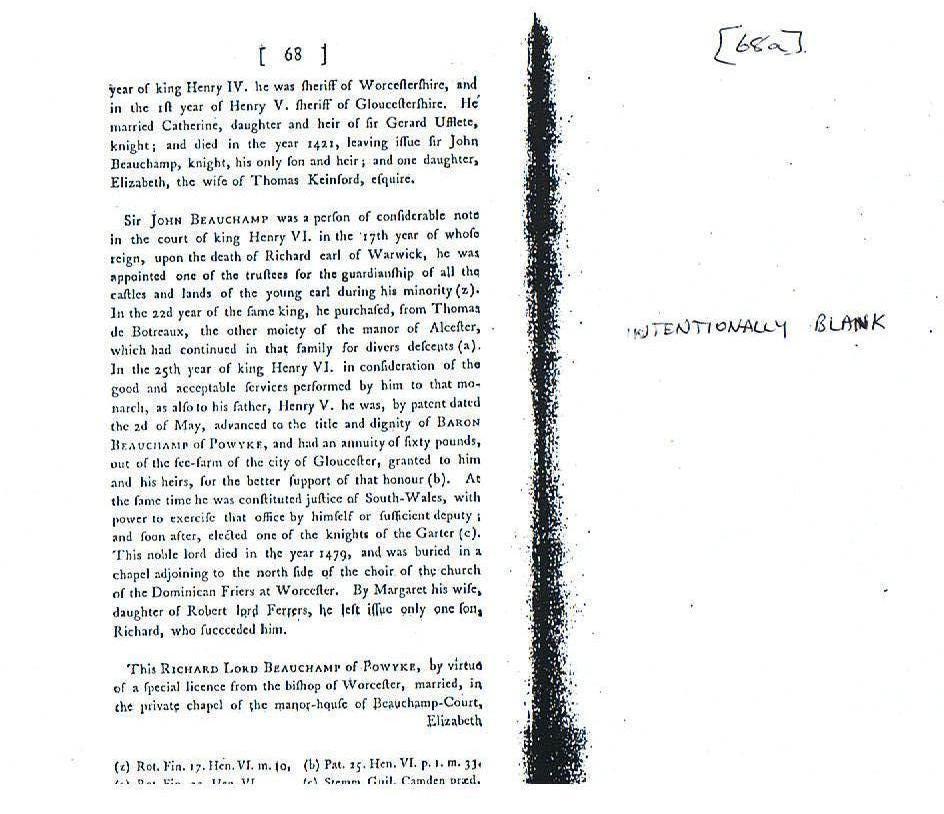 [ 68 ]
year of king Henry IV. he was ſheriff of Worceſterſhire, and
in the 1ſt year of Henry V. ſheriff of Glouceſterſhire. He
married Catherine, daughter and heir of ſir Gerard Ufflete,
knight; and died in the year 1421, leaving iſſue ſir John
Beauchamp, knight, his only ſon and heir; and one daughter,
Elizabeth, the wife of Thomas Keinford, eſquire.
Sir JOHN BEAUCHAMP was a perſon of conſiderable note
in the court of king Henry VI. in the 17th year of whoſe
reign, upon the death of Richard earl of Warwick, he was
appointed one of the truſtees for the guardianſhip of all the
caſtles and lands of the young earl during his minority (z).
In the 22d year of the ſame king, he purchaſed, from Thomas
de Botreaux, the other moiety of the manor of Alceſter,
which had continued in that family for divers deſcents (a).
In the 25th year of king Henry VI. in conſideration of the
good and acceptable ſervices performed by him to that mo-
narch, as alſo to his father, Henry V. he was, by patent dated
the 2d of May, advanced to the title and dignity of BARON
BEAUCHAMP of POWYKE, and had an annuity of ſixty pounds,
out of the fee-farm of the city of Glouceſter, granted to him
and his heirs, for the better ſupport of that honour (b). At
the ſame time he was conſtituted juſtice of South-Wales, with
power to exerciſe that office by himſelf or ſufficient deputy;
and ſoon after, elected one of the knights of the Garter (c).
This noble lord died in the year 1479, and was buried in a
chapel adjoining to the north ſide of the choir of the church
of the Dominican Friers at Worceſter. By Margaret his wife,
daughter of Robert lord Ferrers, he left iſſue only one ſon,
Richard, who ſucceeded him.
This RICHARD LORD BEAUCHAMP of POWYKE, by virtue
of a ſpecial licence from the biſhop of Worceſter, married, in
the private chapel of the manor-houſe of Beauchamp-Court,
Elizabeth
(z) Rot. Fin. 17. Hen. VI. m. 10, (b) Pat. 25. Hen. VI. p. 1. m. 33.
(c) Stemm. Guil. Camden præd.
[68a].
INTENTIONALLY BLANK